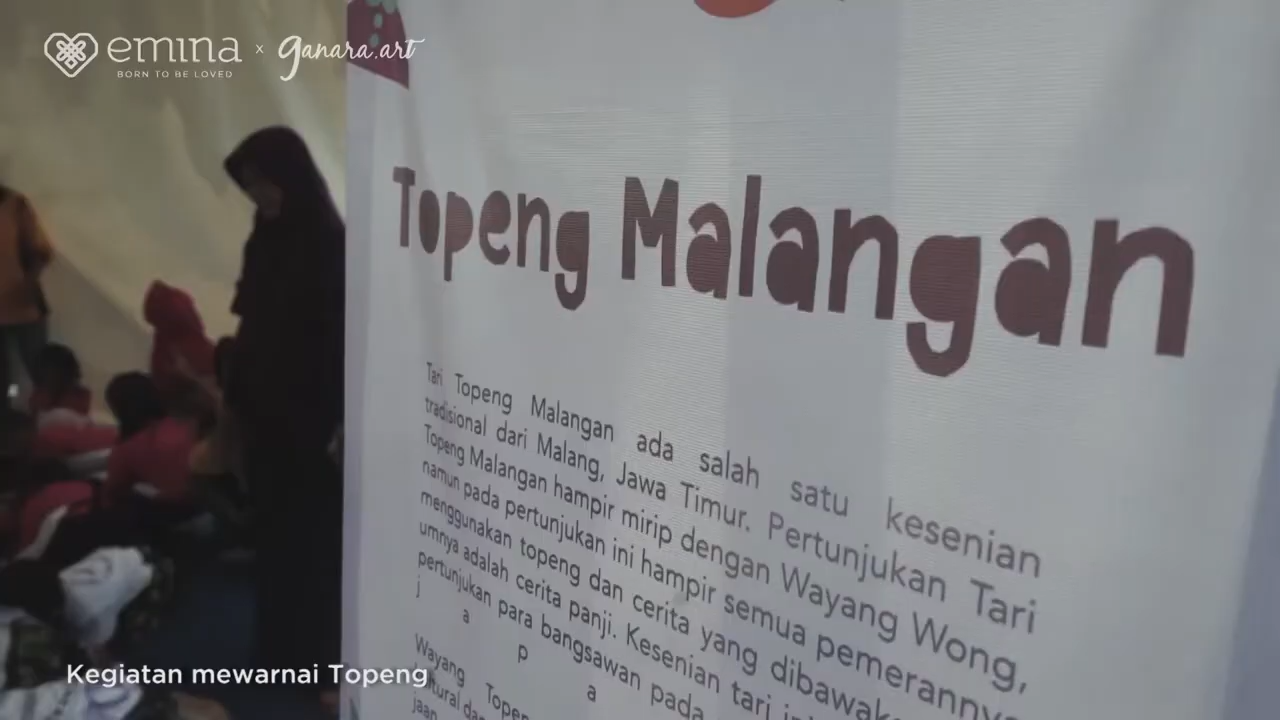 emina x ganara.art
BORN TO BE LOVED
Topeng Malangan
Tari Topeng Malangan ada salah satu kesenian
tradisional dari Malang, Jawa Timur. Pertunjukan Tari
Topeng Malangan hampir mirip dengan Wayang Wong,
namun pada pertunjukan ini hampir semua pemerannya
menggunakan topeng dan cerita yang
umnya adalah cerita panji. Kesenian tari
pertunjukan para bangsawan pada
j a p a
Wayang
Kegiatan mewarnai Topeng